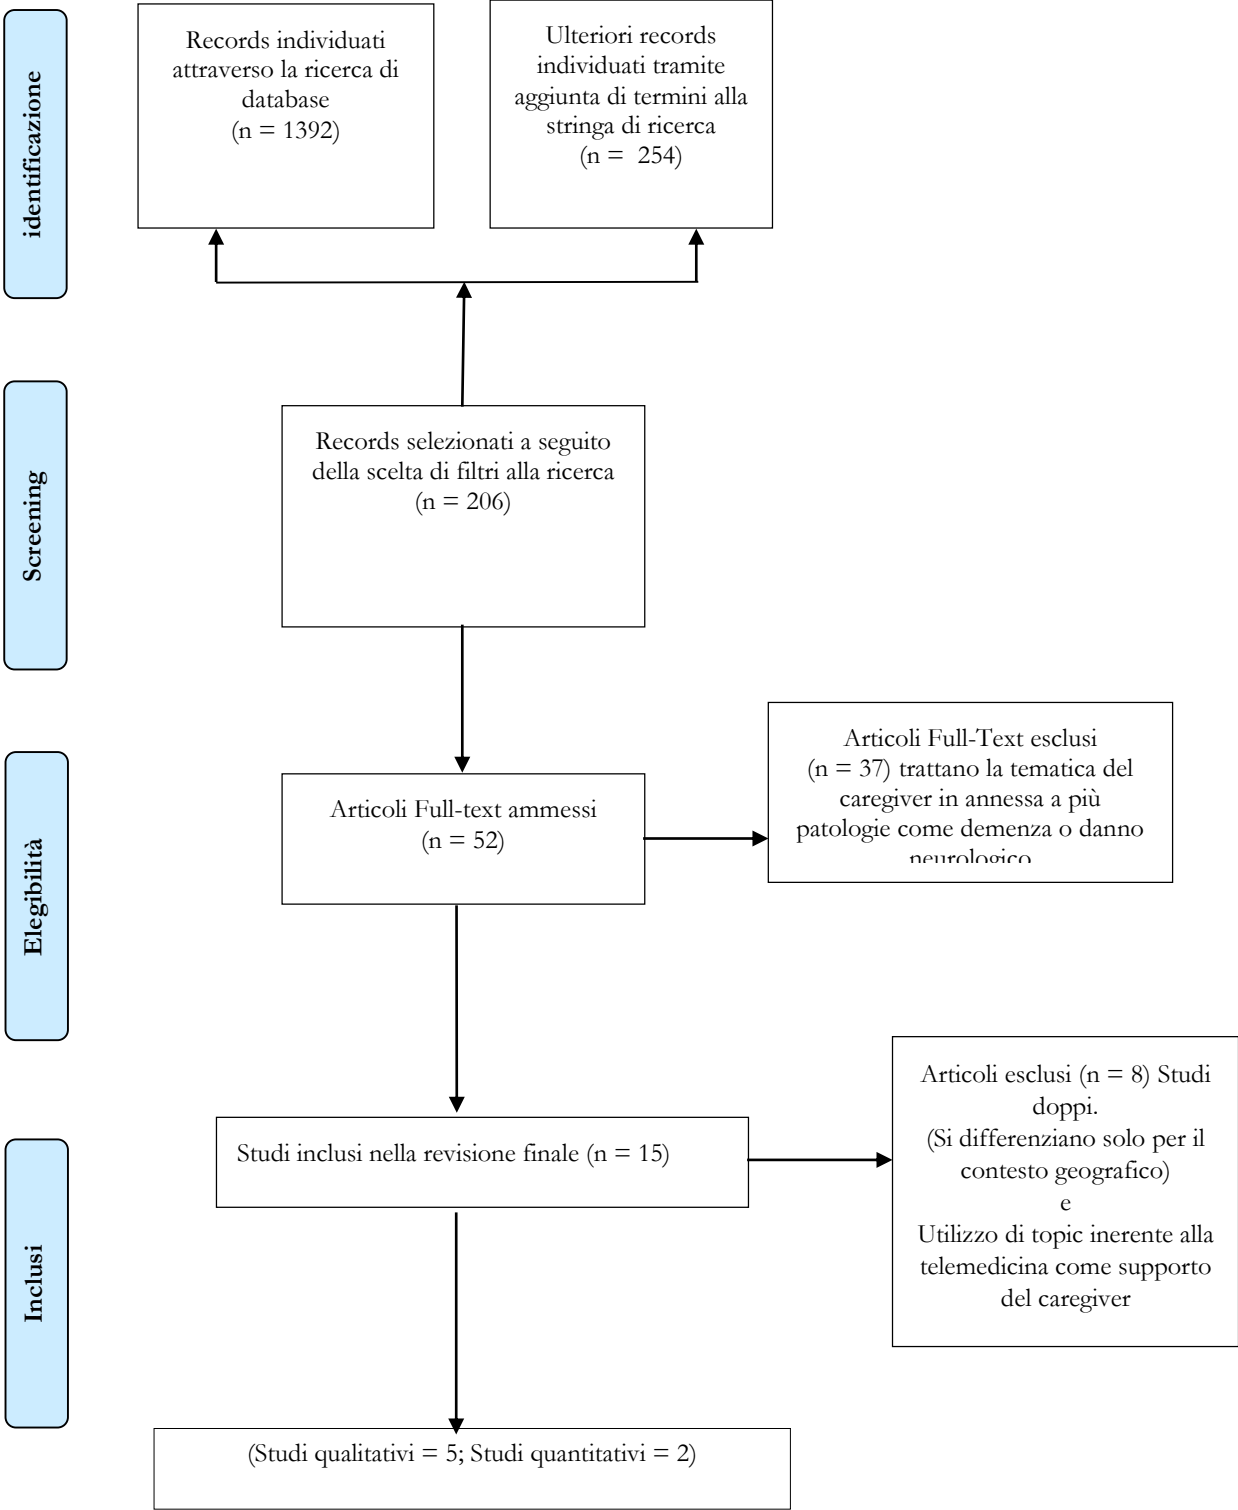 identificazione
Records individuati
attraverso la ricerca di
database
(n = 1392)
Ulteriori records
individuati tramite
aggiunta di termini alla
stringa di ricerca
(n = 254)
Screening
Records selezionati a seguito
della scelta di filtri alla ricerca
(n = 206)
Elegibilità
Articoli Full-text ammessi
(n = 52)
Articoli Full-Text esclusi
(n = 37) trattano la tematica del
caregiver in annessa a più
patologie come demenza o danno
neurologico
Inclusi
Studi inclusi nella revisione finale (n = 15)
Articoli esclusi (n = 8) Studi
doppi.
(Si differenziano solo per il
contesto geografico)
e
Utilizzo di topic inerente alla
telemedicina come supporto
del caregiver
(Studi qualitativi = 5; Studi quantitativi = 2)